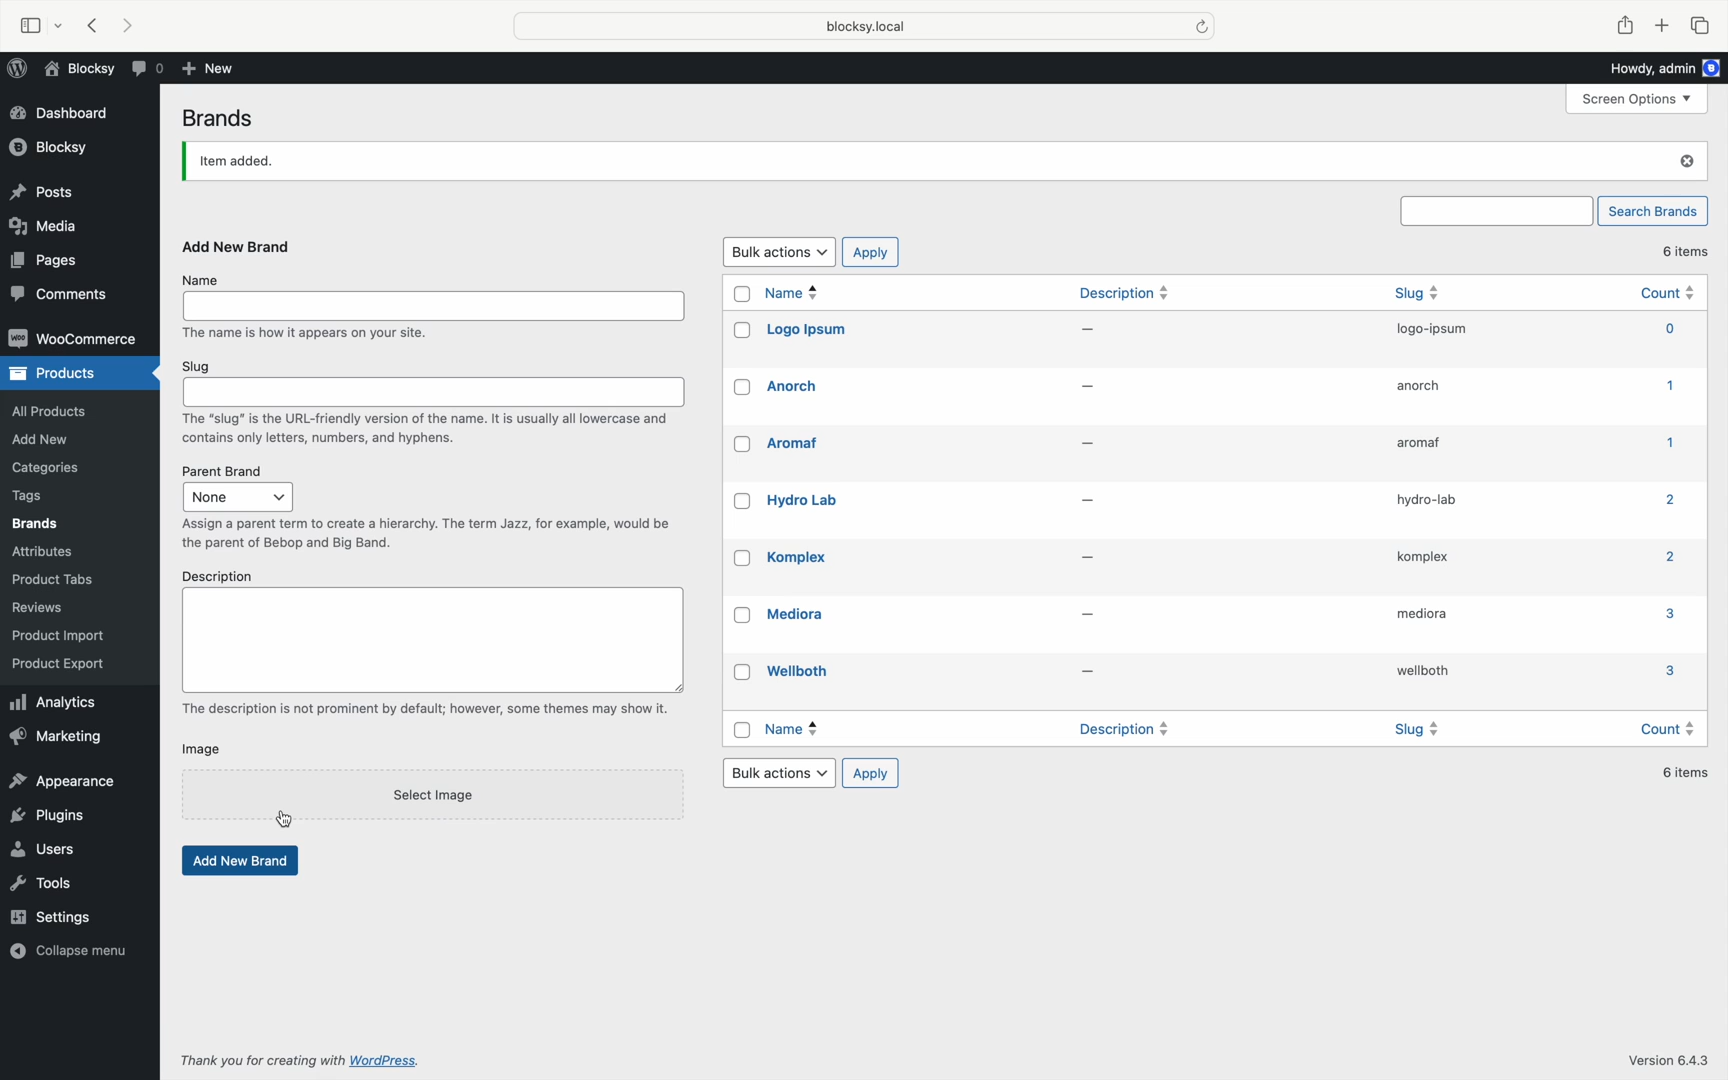 blocksy.local
Blocksy
0
New
Howdy, admin
Dashboard
Blocksy
Posts
Media
Pages
Comments
WooCommerce
Products
All Products
Add New
Categories
Tags
Brands
Attributes
Product Tabs
Reviews
Product Import
Product Export
Analytics
Marketing
Appearance
Plugins
Users
Tools
Settings
Collapse menu
Screen Options
Brands
Item added.
Search Brands
Add New Brand
Name
The name is how it appears on your site.
Slug
The “slug” is the URL-friendly version of the name. It is usually all lowercase and
contains only letters, numbers, and hyphens.
Parent Brand
None
Assign a parent term to create a hierarchy. The term Jazz, for example, would be
the parent of Bebop and Big Band.
Description
The description is not prominent by default; however, some themes may show it.
Image
Select Image
Add New Brand
Bulk actions Apply 6 items
Name Description Slug Count
Logo Ipsum — logo-ipsum 0
Anorch — anorch 1
Aromaf — aromaf 1
Hydro Lab — hydro-lab 2
Komplex — komplex 2
Mediora — mediora 3
Wellboth — wellboth 3
Name Description Slug Count
Bulk actions Apply 6 items
Thank you for creating with WordPress.
Version 6.4.3